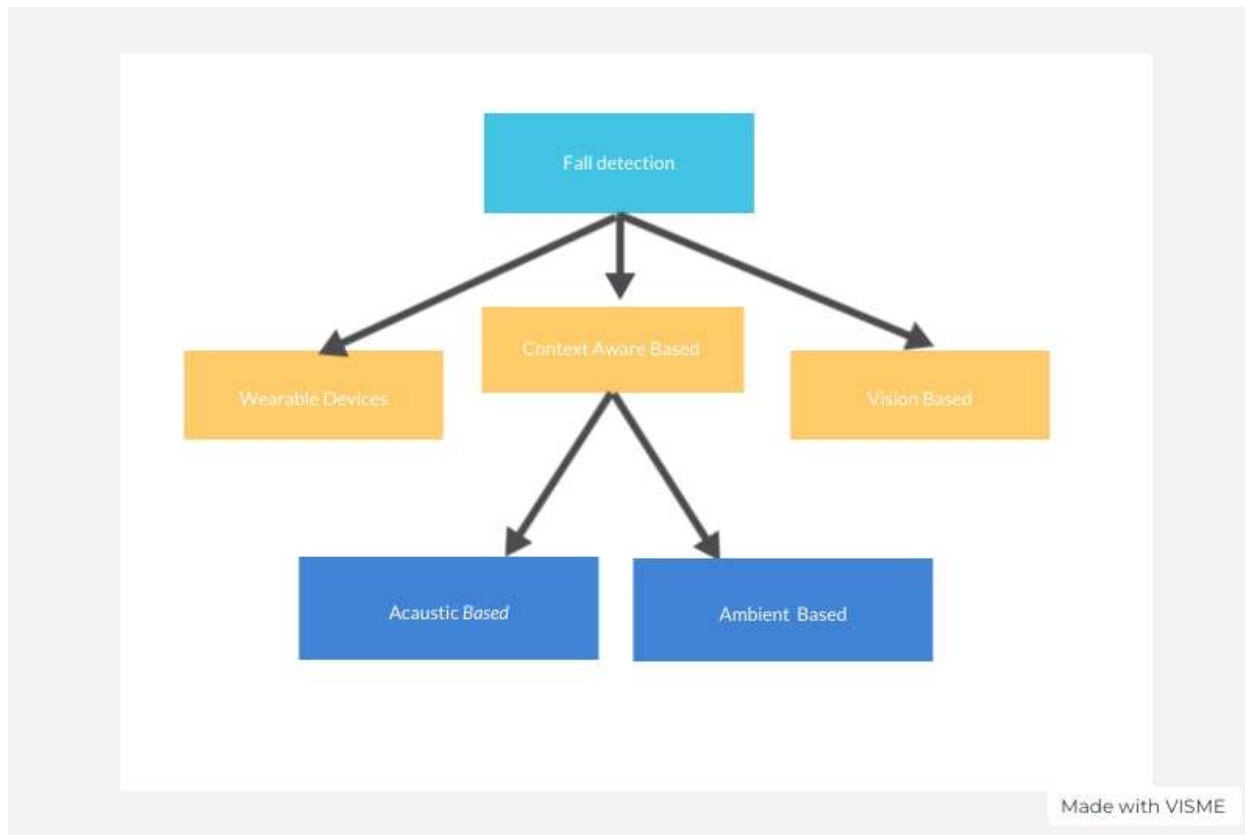 Fall detection
Context Aware Based
Wearable Devices
Vision Based
Acaustic Based
Ambient Based
Made with VISME